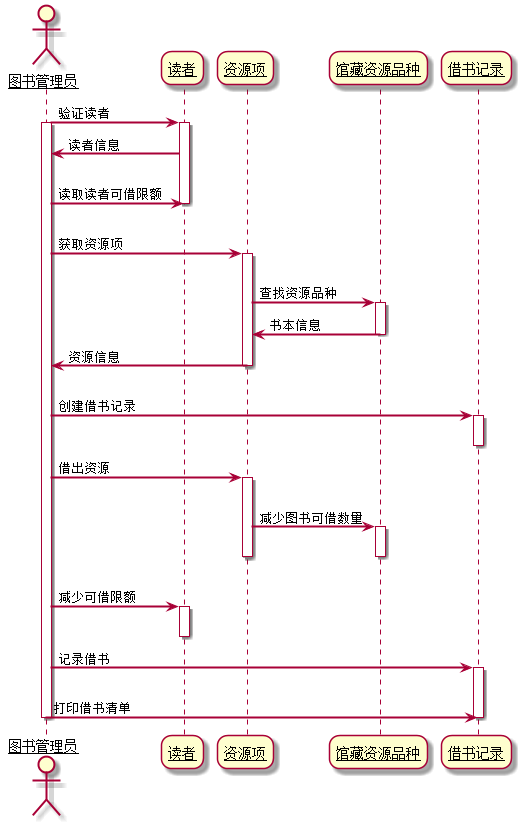 图书管理员
读者
资源项
馆藏资源品种
借书记录
验证读者
读者信息
读取读者可借限额
获取资源项
查找资源品种
书本信息
资源信息
创建借书记录
借出资源
减少图书可借数量
减少可借限额
记录借书
打印借书清单
图书管理员
读者
资源项
馆藏资源品种
借书记录